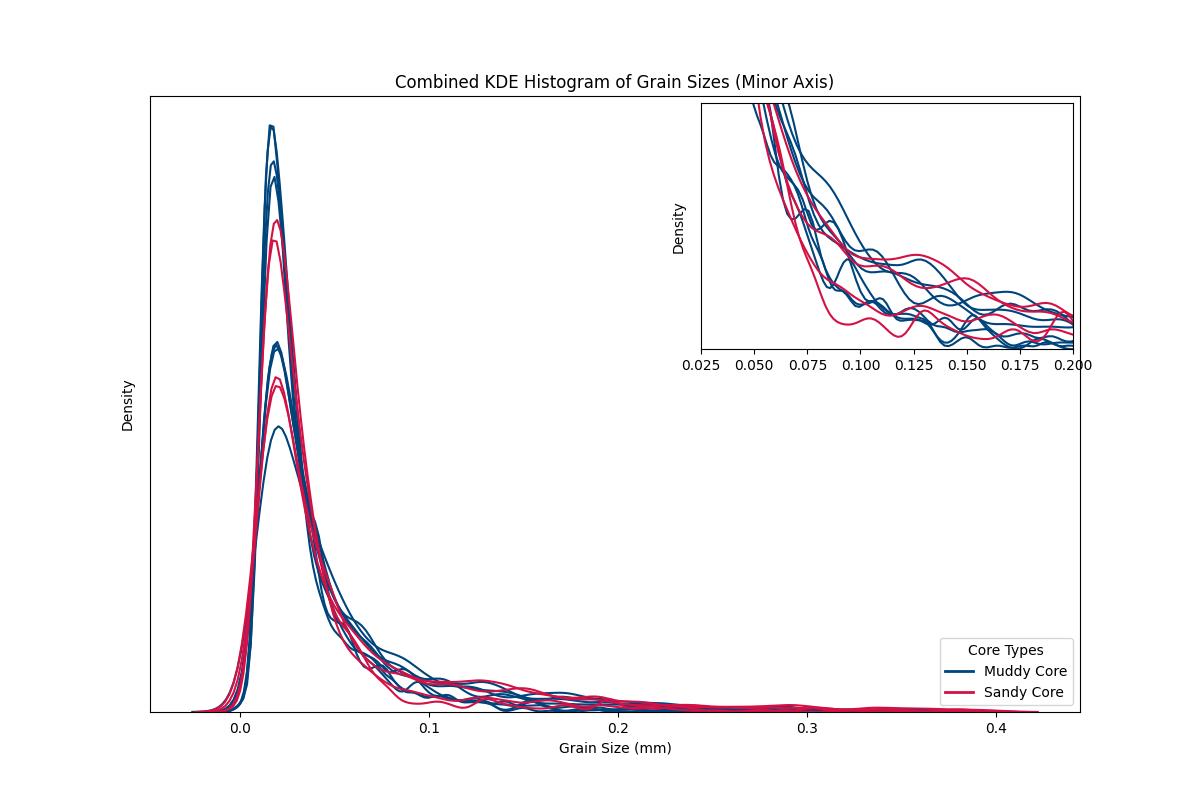 Combined KDE Histogram of Grain Sizes (Minor Axis)
Density
0.025 0.050 0.075 0.100 0.125 0.150 0.175 0.200
Density
Core Types
Muddy Core
Sandy Core
0.0 0.1 0.2 0.3 0.4
Grain Size (mm)